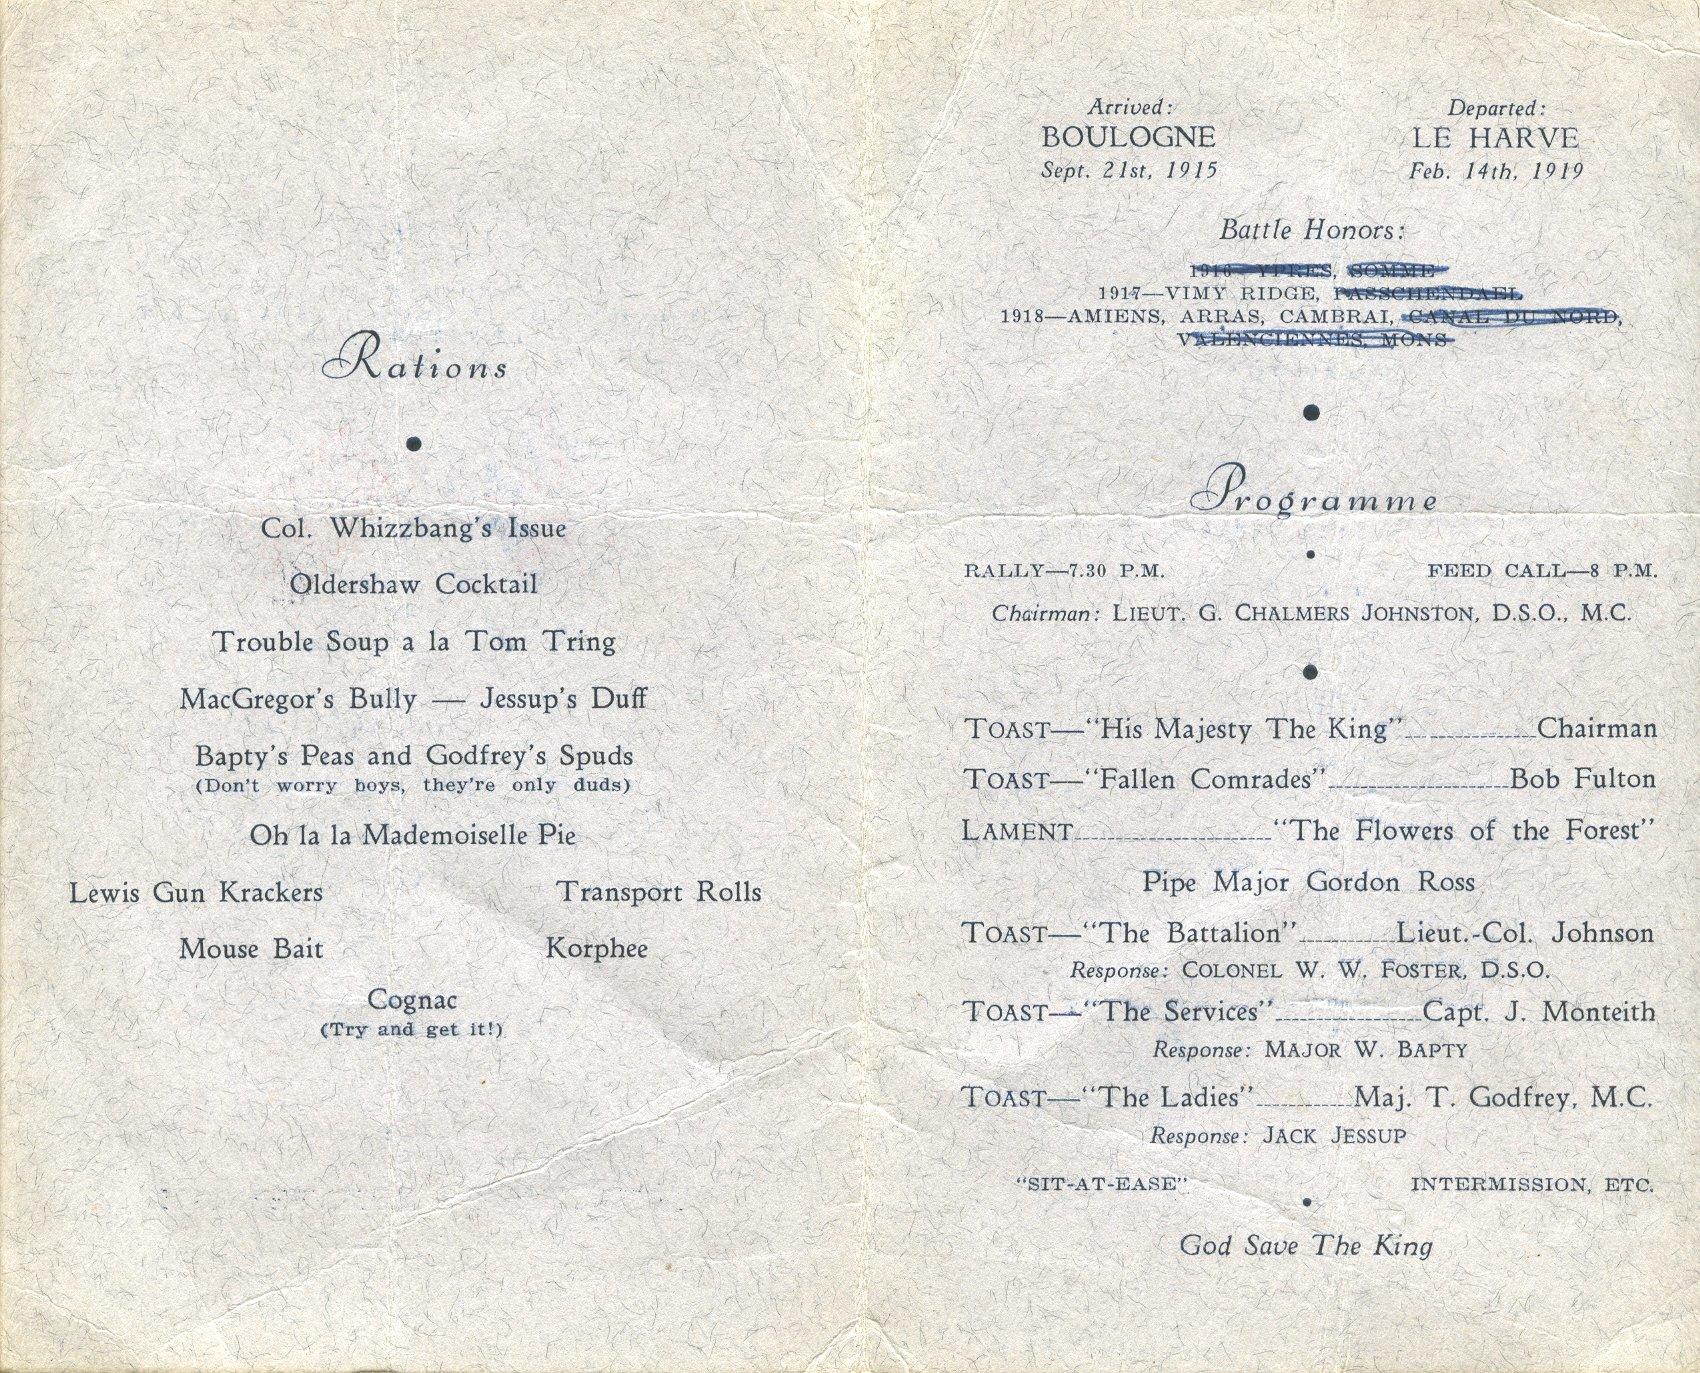 Rations
Col. Whizzbang's Issue
Oldershaw Cocktail
Trouble Soup a la Tom Tring
MacGregor's Bully — Jessup's Duff
Bapty's Peas and Godfrey's Spuds
(Don't worry boys, they're only duds)
Oh la la Mademoiselle Pie
Lewis Gun Krackers Transport Rolls
Mouse Bait Korphee
Cognac
(Try and get it!)
Arrived: Departed:
BOULOGNE LE HARVE
Sept. 21st, 1915 Feb. 14th, 1919
Battle Honors:
1916—YPRES, SOMME
1917—VIMY RIDGE, PASSCHENDAEL
1918—AMIENS, ARRAS, CAMBRAI, CANAL DU NORD,
VALENCIENNES, MONS
Programme
RALLY—7.30 P.M. FEED CALL—8 P.M.
Chairman: LIEUT. G. CHALMERS JOHNSTON, D.S.O., M.C.
TOAST—"His Majesty The King" Chairman
TOAST—"Fallen Comrades" Bob Fulton
LAMENT "The Flowers of the Forest"
Pipe Major Gordon Ross
TOAST—"The Battalion" Lieut.-Col. Johnson
Response: COLONEL W. W. FOSTER, D.S.O.
TOAST—"The Services" Capt. J. Monteith
Response: MAJOR W. BAPTY
TOAST—"The Ladies" Maj. T. Godfrey, M.C.
Response: JACK JESSUP
"SIT-AT-EASE" INTERMISSION, ETC.
God Save The King